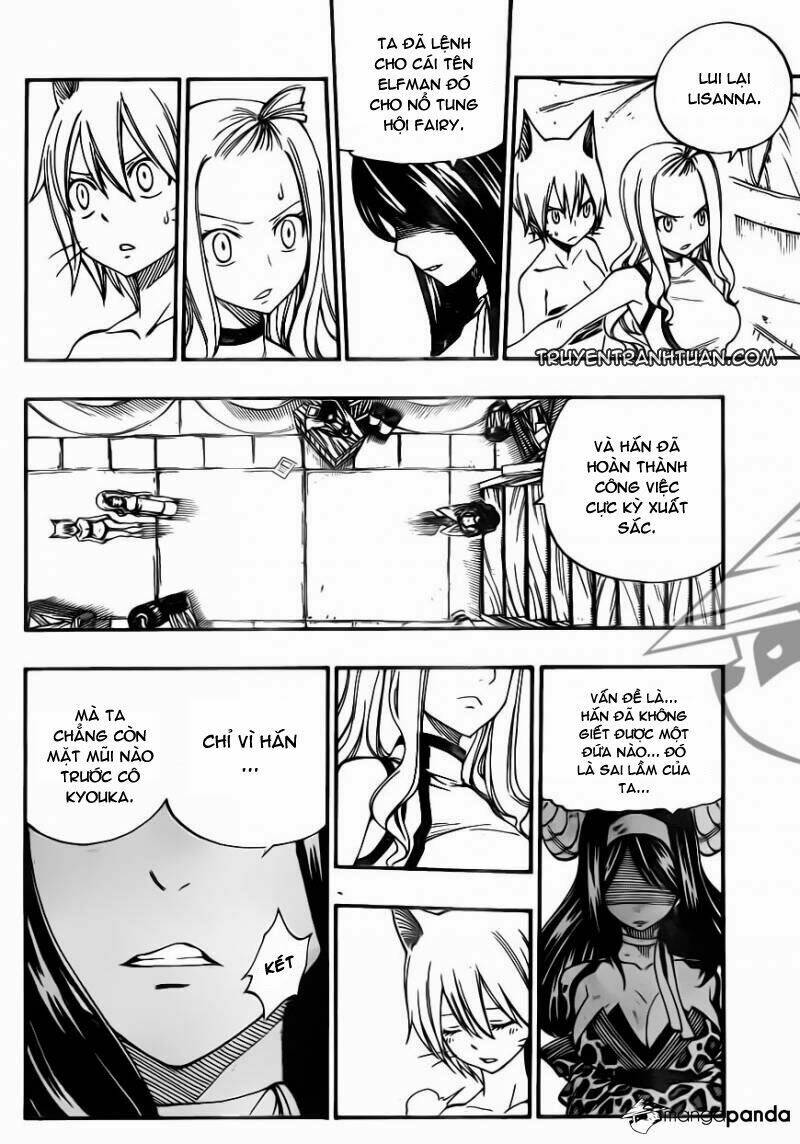 LUI LẠI
LISANNA.
TA ĐÃ LỆNH
CHO CÁI TÊN
ELFMAN ĐÓ
CHO NỔ TUNG
HỘI FAIRY.
TRUYENTRANHTUAN.COM
VÀ HẮN ĐÃ
HOÀN THÀNH
CÔNG VIỆC
CỰC KỲ XUẤT
SẮC.
VẤN ĐỀ LÀ...
HẮN ĐÃ KHÔNG
GIẾT ĐƯỢC MỘT
ĐỨA NÀO... ĐÓ
LÀ SAI LẦM CỦA
TA...
CHỈ VÌ HẮN
...
MÀ TA
CHẲNG CÒN
MẶT MŨI NÀO
TRƯỚC CÔ
KYOUKA.
KÉT
mangapanda